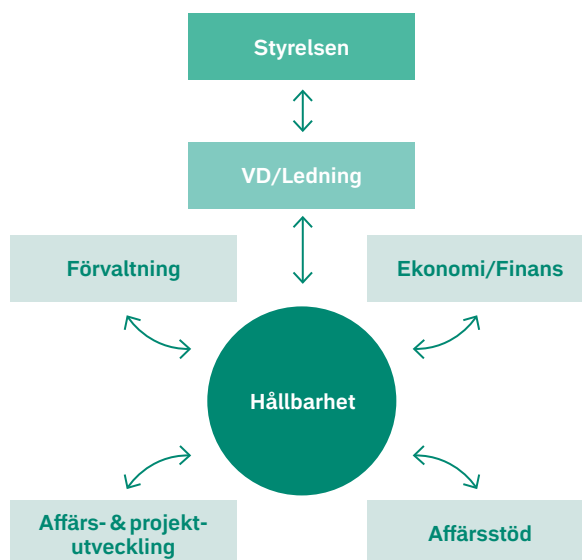 Styrelsen
VD/Ledning
Förvaltning
Ekonomi/Finans
Hållbarhet
Affärs- & projekt-
utveckling
Affärsstöd